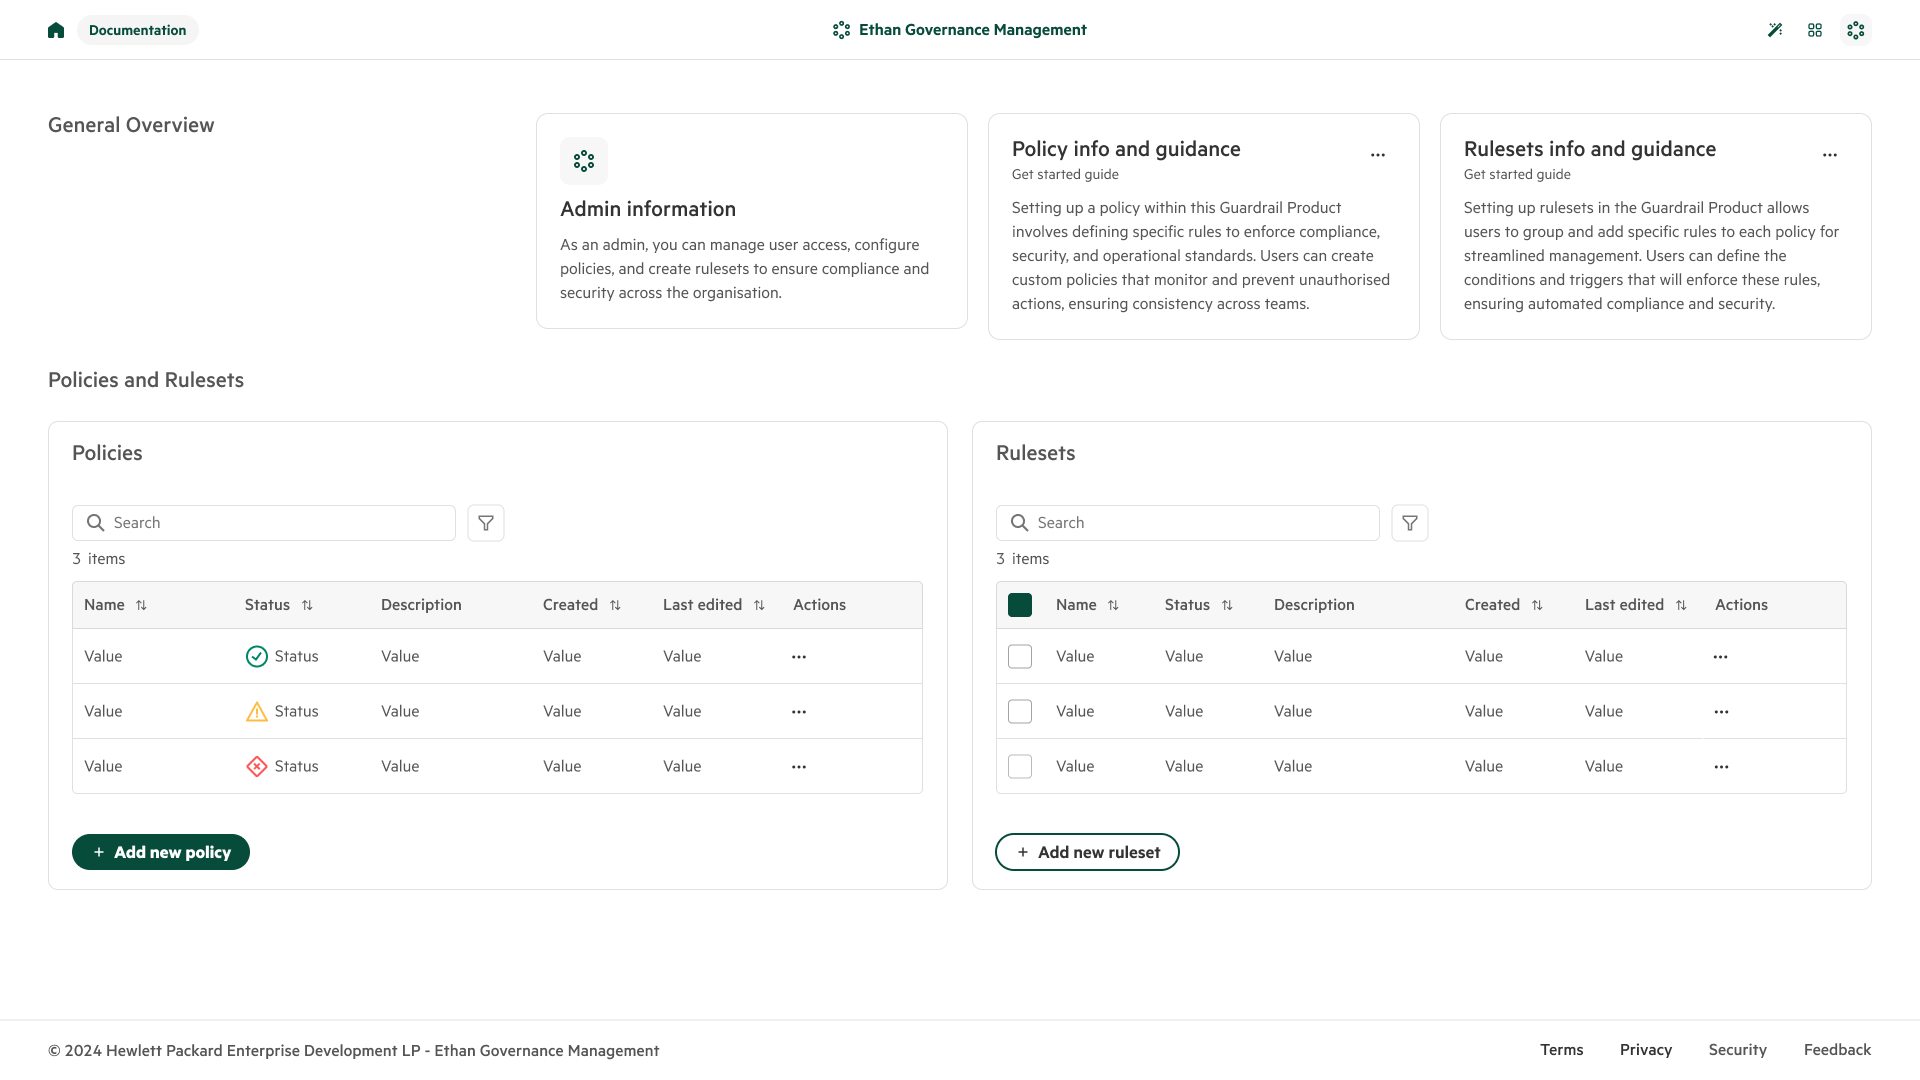 Documentation
Ethan Governance Management
General Overview
Admin information
As an admin, you can manage user access, configure
policies, and create rulesets to ensure compliance and
security across the organisation.
Policy info and guidance
Get started guide
Setting up a policy within this Guardrail Product
involves defining specific rules to enforce compliance,
security, and operational standards. Users can create
custom policies that monitor and prevent unauthorised
actions, ensuring consistency across teams.
Rulesets info and guidance
Get started guide
Setting up rulesets in the Guardrail Product allows
users to group and add specific rules to each policy for
streamlined management. Users can define the
conditions and triggers that will enforce these rules,
ensuring automated compliance and security.
Policies and Rulesets
Policies
Search
3 items
Name Status Description Created Last edited Actions
Value Status Value Value Value
Value Status Value Value Value
Value Status Value Value Value
+ Add new policy
Rulesets
Search
3 items
Name Status Description Created Last edited Actions
Value Value Value Value Value
Value Value Value Value Value
Value Value Value Value Value
+ Add new ruleset
© 2024 Hewlett Packard Enterprise Development LP - Ethan Governance Management
Terms Privacy Security Feedback